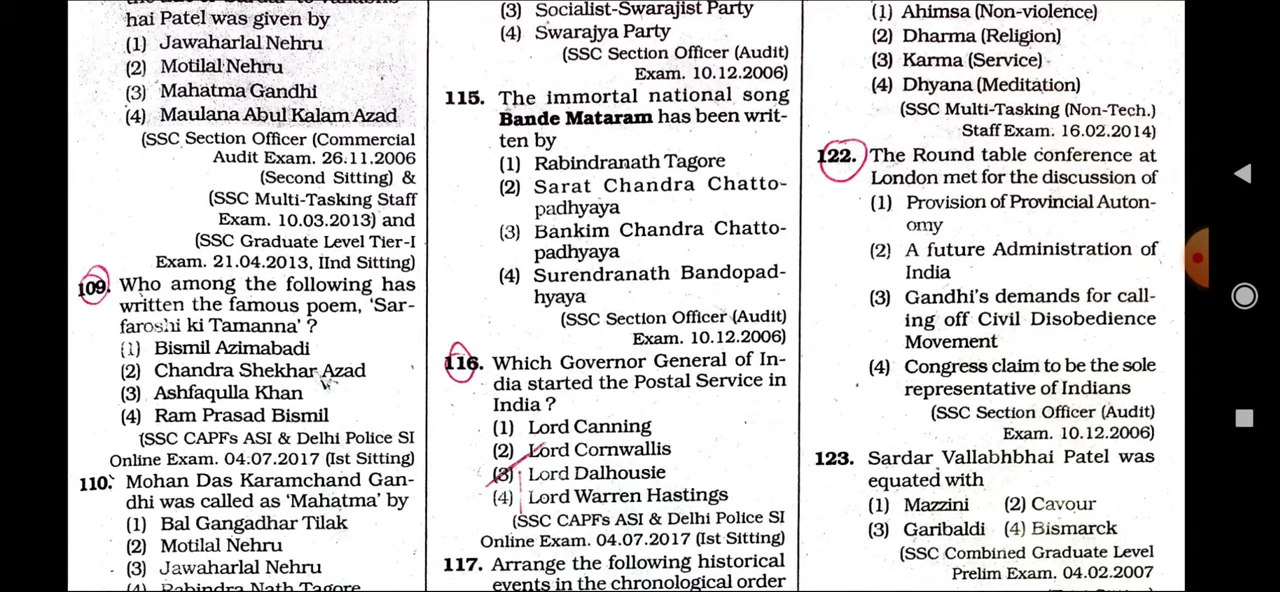 hai Patel was given by
(1) Jawaharlal Nehru
(2) Motilal Nehru
(3) Mahatma Gandhi
(4) Maulana Abul Kalam Azad
(SSC Section Officer (Commercial
Audit Exam. 26.11.2006
(Second Sitting) &
(SSC Multi-Tasking Staff
Exam. 10.03.2013) and
(SSC Graduate Level Tier-I
Exam. 21.04.2013, IInd Sitting)
109. Who among the following has
written the famous poem, 'Sar-
faroshi ki Tamanna' ?
(1) Bismil Azimabadi
(2) Chandra Shekhar Azad
(3) Ashfaqulla Khan
(4) Ram Prasad Bismil
(SSC CAPFs ASI & Delhi Police SI
Online Exam. 04.07.2017 (Ist Sitting)
110. Mohan Das Karamchand Gan-
dhi was called as 'Mahatma' by
(1) Bal Gangadhar Tilak
(2) Motilal Nehru
(3) Jawaharlal Nehru
(4) Rabindra Nath Tagore
(3) Socialist-Swarajist Party
(4) Swarajya Party
(SSC Section Officer (Audit)
Exam. 10.12.2006)
115. The immortal national song
Bande Mataram has been writ-
ten by
(1) Rabindranath Tagore
(2) Sarat Chandra Chatto-
padhyaya
(3) Bankim Chandra Chatto-
padhyaya
(4) Surendranath Bandopad-
hyaya
(SSC Section Officer (Audit)
Exam. 10.12.2006)
116. Which Governor General of In-
dia started the Postal Service in
India ?
(1) Lord Canning
(2) Lord Cornwallis
(3) Lord Dalhousie
(4) Lord Warren Hastings
(SSC CAPFs ASI & Delhi Police SI
Online Exam. 04.07.2017 (Ist Sitting)
117. Arrange the following historical
events in the chronological order
(1) Ahimsa (Non-violence)
(2) Dharma (Religion)
(3) Karma (Service)
(4) Dhyana (Meditation)
(SSC Multi-Tasking (Non-Tech.)
Staff Exam. 16.02.2014)
122. The Round table conference at
London met for the discussion of
(1) Provision of Provincial Auton-
omy
(2) A future Administration of
India
(3) Gandhi's demands for call-
ing off Civil Disobedience
Movement
(4) Congress claim to be the sole
representative of Indians
(SSC Section Officer (Audit)
Exam. 10.12.2006)
123. Sardar Vallabhbhai Patel was
equated with
(1) Mazzini (2) Cavour
(3) Garibaldi (4) Bismarck
(SSC Combined Graduate Level
Prelim Exam. 04.02.2007